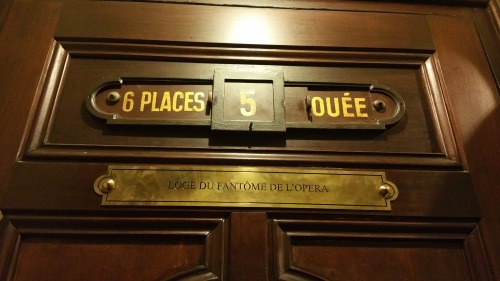 6 PLACES 5 OUÉE
LOGE DU FANTÔME DE L'OPERA